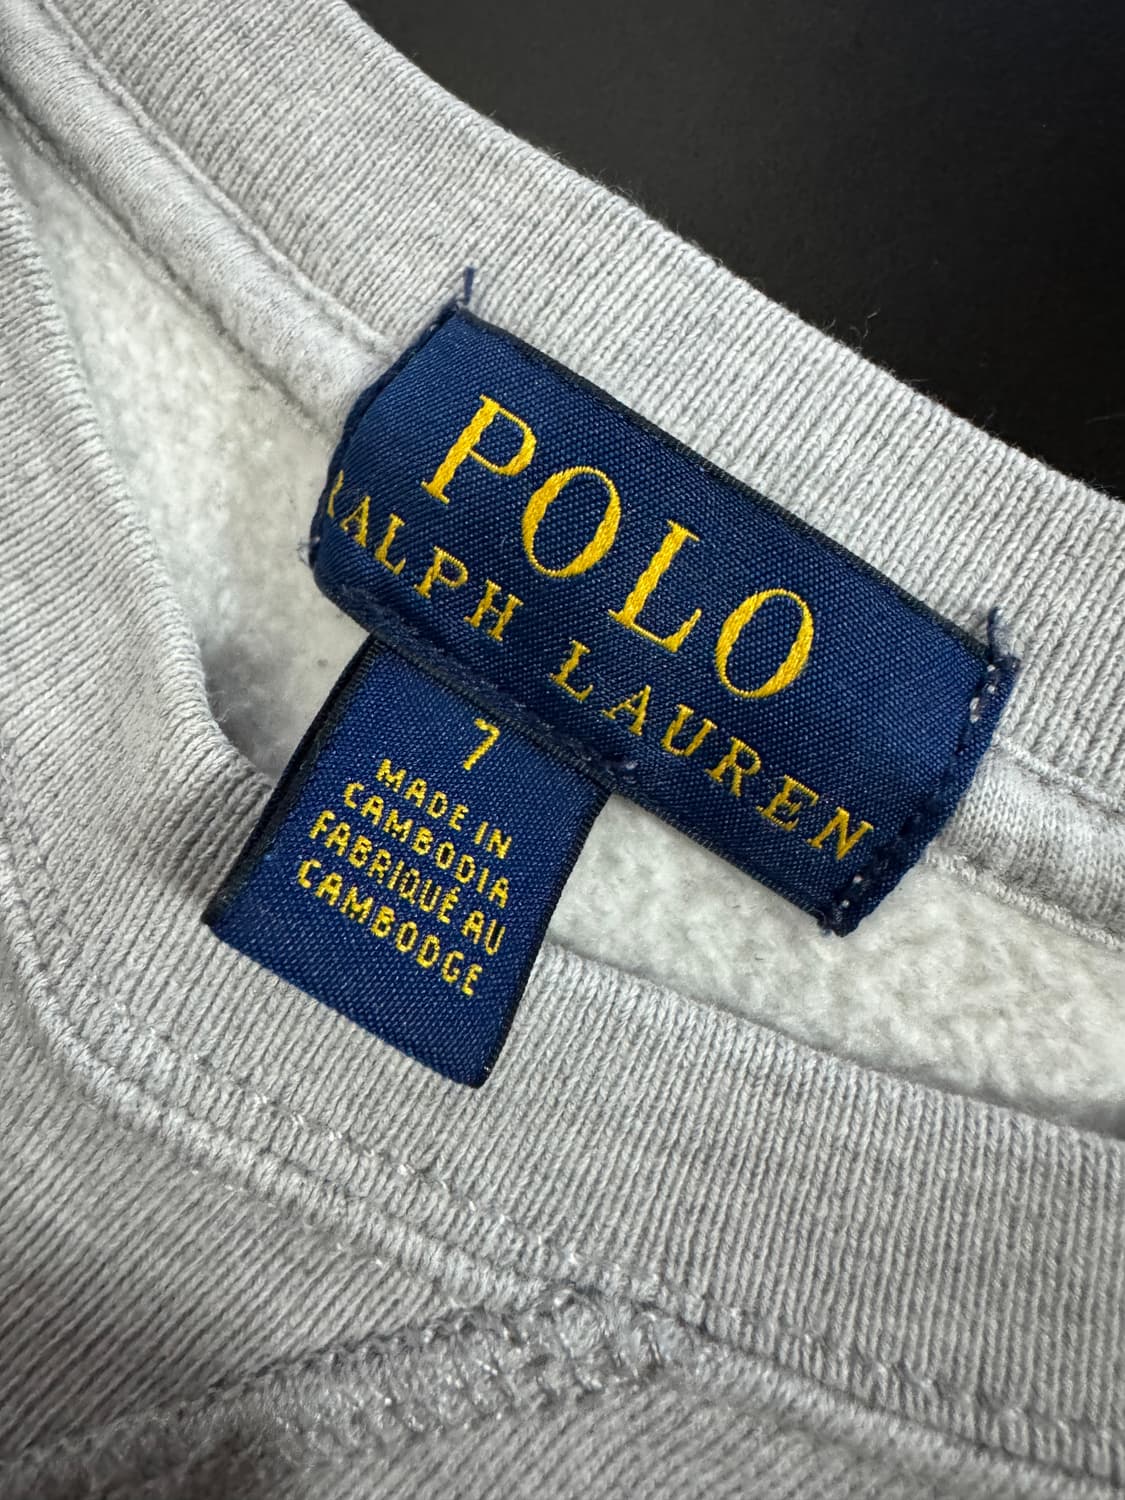 POLO
RALPH LAUREN
7
MADE IN
CAMBODIA
FABRIQUÉ AU
CAMBODGE